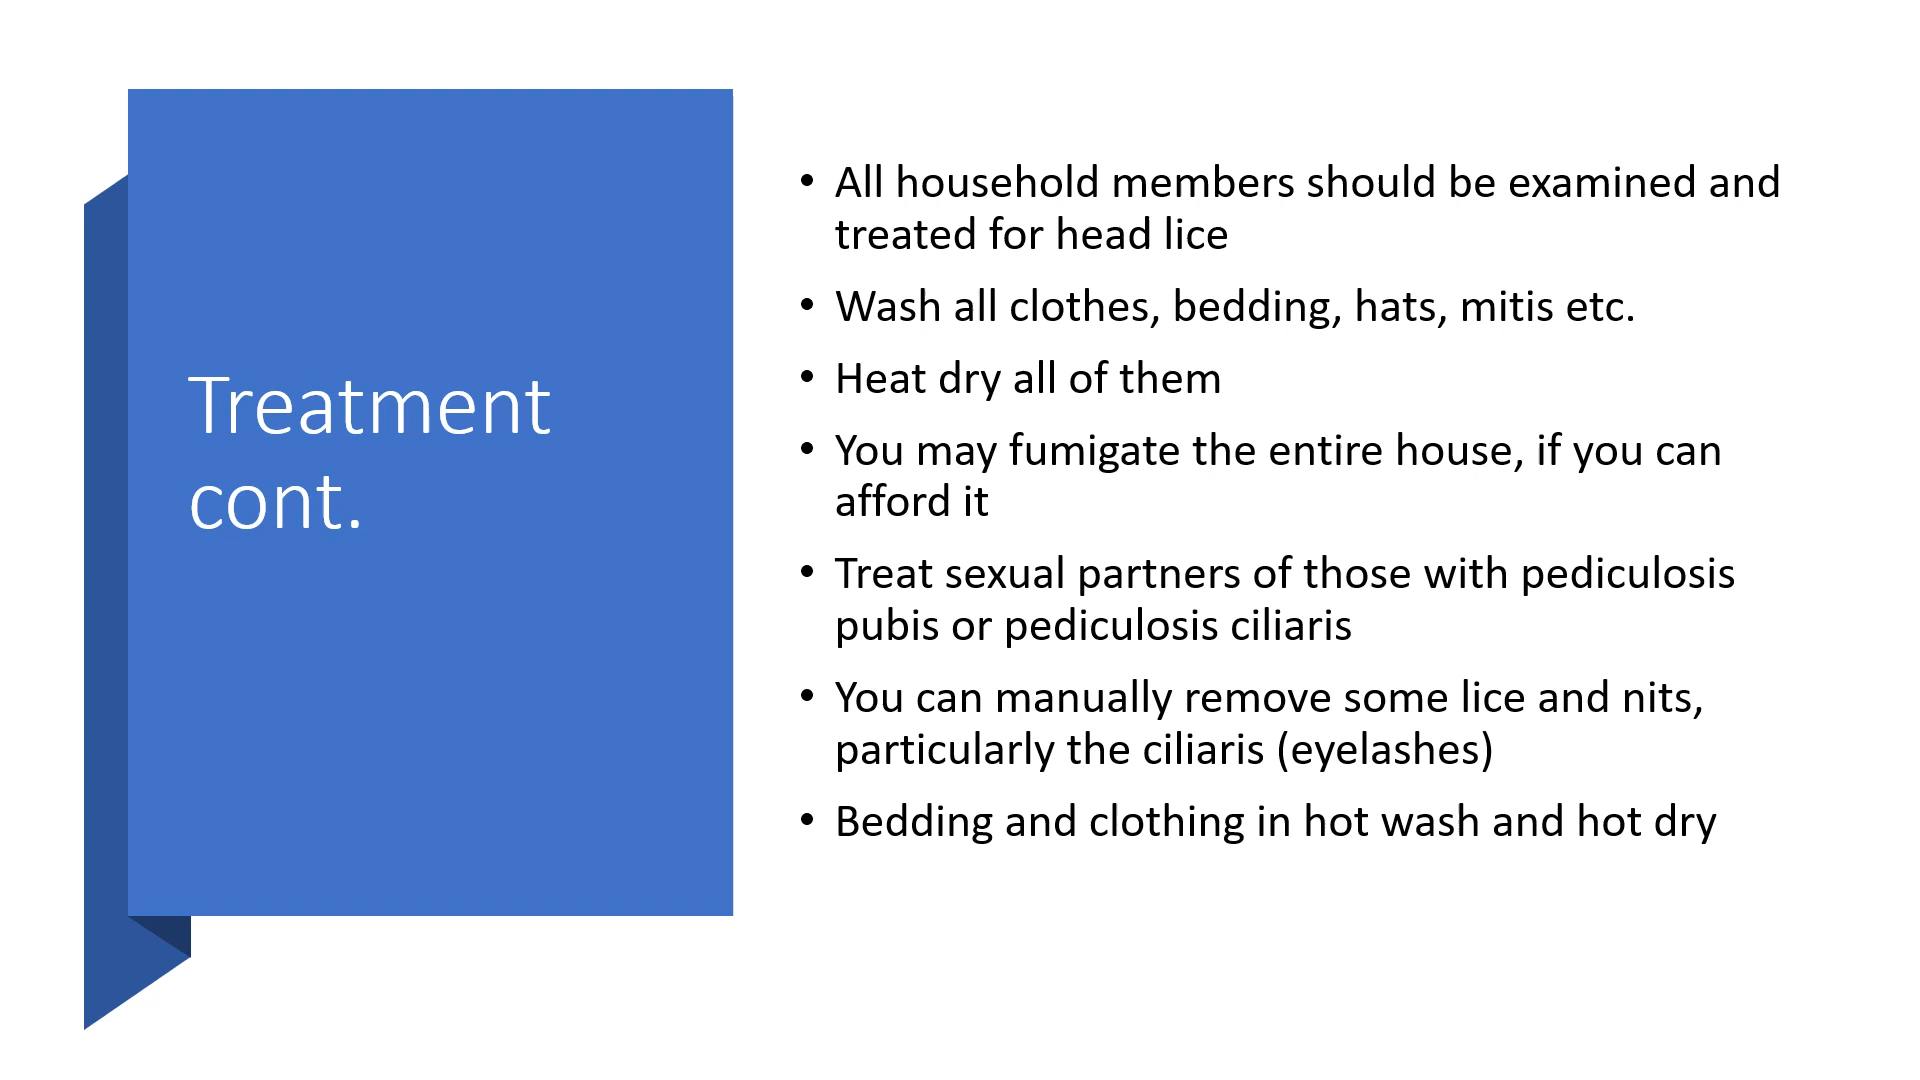 Treatment
cont.
• All household members should be examined and
treated for head lice
• Wash all clothes, bedding, hats, mitis etc.
• Heat dry all of them
• You may fumigate the entire house, if you can
afford it
• Treat sexual partners of those with pediculosis
pubis or pediculosis ciliaris
• You can manually remove some lice and nits,
particularly the ciliaris (eyelashes)
• Bedding and clothing in hot wash and hot dry